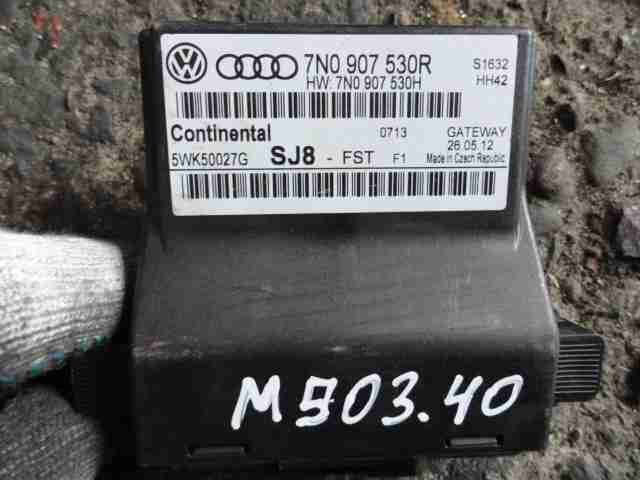 7N0 907 530R
S1632
HW: 7N0 907 530H
HH42
Continental
0713
GATEWAY
26.05.12
5WK50027G
SJ8 - FST
F1
Made in Czech Republic
M503.40